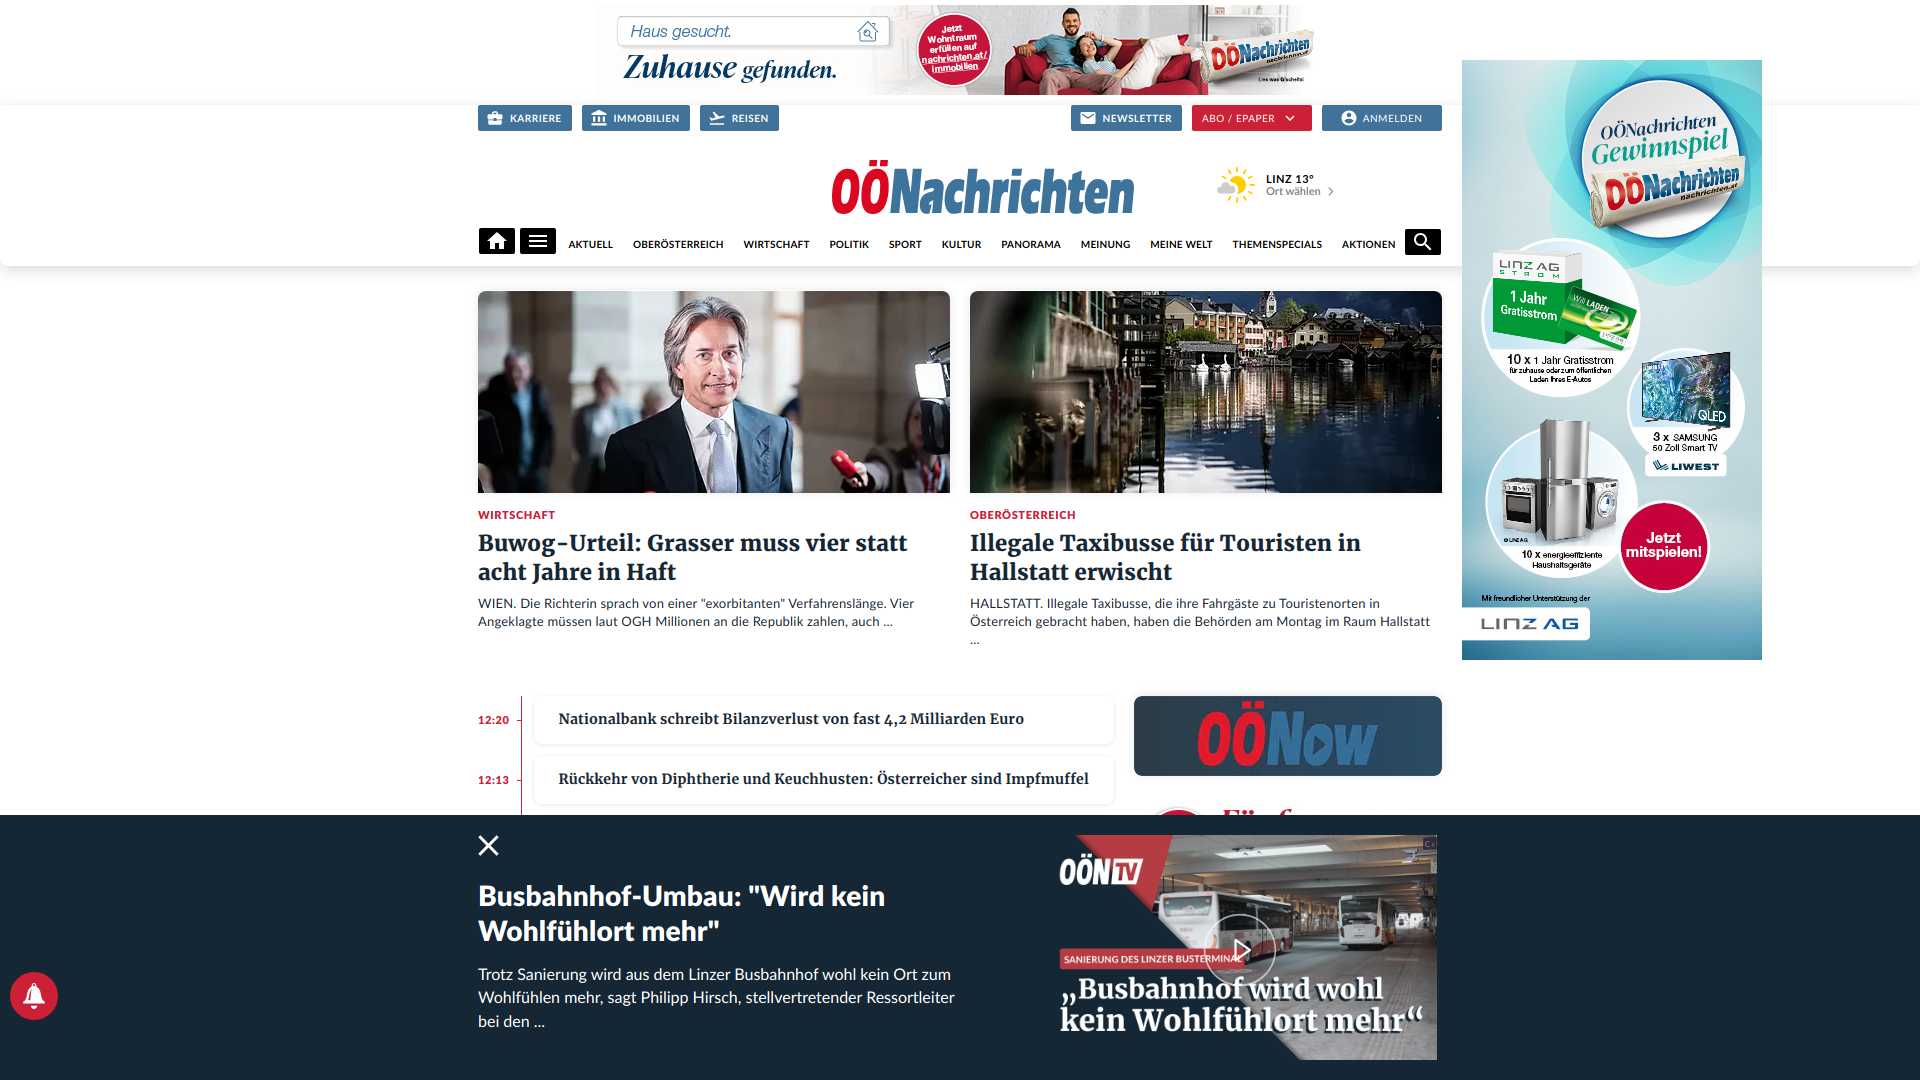 Haus gesucht.
Zuhause gefunden.
Jetzt
Wohntraum
erfüllen auf
nachrichten.at/
immobilien
OÖNachrichten
nachrichten.at
Lies was G'scheits!
KARRIERE
IMMOBILIEN
REISEN
NEWSLETTER
ABO / EPAPER
ANMELDEN
OÖNachrichten
LINZ 13°
Ort wählen
AKTUELL
OBERÖSTERREICH
WIRTSCHAFT
POLITIK
SPORT
KULTUR
PANORAMA
MEINUNG
MEINE WELT
THEMENSPECIALS
AKTIONEN
WIRTSCHAFT
Buwog-Urteil: Grasser muss vier statt
acht Jahre in Haft
WIEN. Die Richterin sprach von einer "exorbitanten" Verfahrenslänge. Vier
Angeklagte müssen laut OGH Millionen an die Republik zahlen, auch ...
OBERÖSTERREICH
Illegale Taxibusse für Touristen in
Hallstatt erwischt
HALLSTATT. Illegale Taxibusse, die ihre Fahrgäste zu Touristenorten in
Österreich gebracht haben, haben die Behörden am Montag im Raum Hallstatt
...
OÖNachrichten
Gewinnspiel
OÖNachrichten
nachrichten.at
LINZ AG
STROM
1 Jahr
Gratisstrom
Will LADEN
10 x 1 Jahr Gratisstrom
für zuhause oder zum öffentlichen
Laden Ihres E-Autos
QLED
3 x SAMSUNG
50 Zoll Smart TV
LIWEST
© LINZ AG
10 x energieeffiziente
Haushaltsgeräte
Jetzt
mitspielen!
Mit freundlicher Unterstützung der
LINZ AG
12:20
Nationalbank schreibt Bilanzverlust von fast 4,2 Milliarden Euro
12:13
Rückkehr von Diphtherie und Keuchhusten: Österreicher sind Impfmuffel
OÖNow
Busbahnhof-Umbau: "Wird kein
Wohlfühlort mehr"
Trotz Sanierung wird aus dem Linzer Busbahnhof wohl kein Ort zum
Wohlfühlen mehr, sagt Philipp Hirsch, stellvertretender Ressortleiter
bei den ...
OÖN TV
SANIERUNG DES LINZER BUSTERMINAL
„Busbahnhof wird wohl
kein Wohlfühlort mehr“